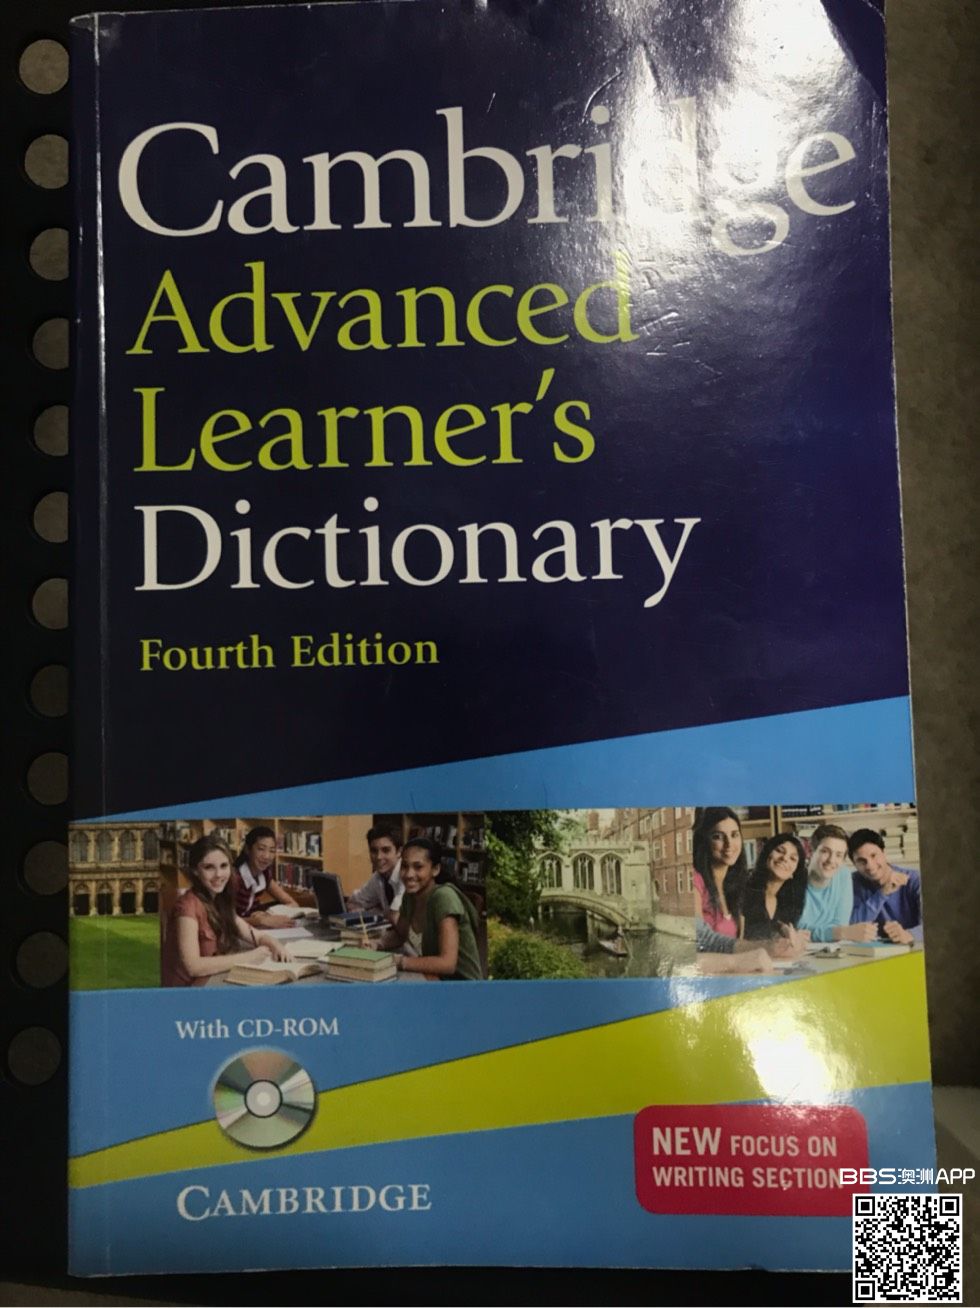 Cambridge
Advanced
Learner's
Dictionary
Fourth Edition
With CD-ROM
CAMBRIDGE
NEW FOCUS ON
WRITING SECTION
BBS澳洲APP